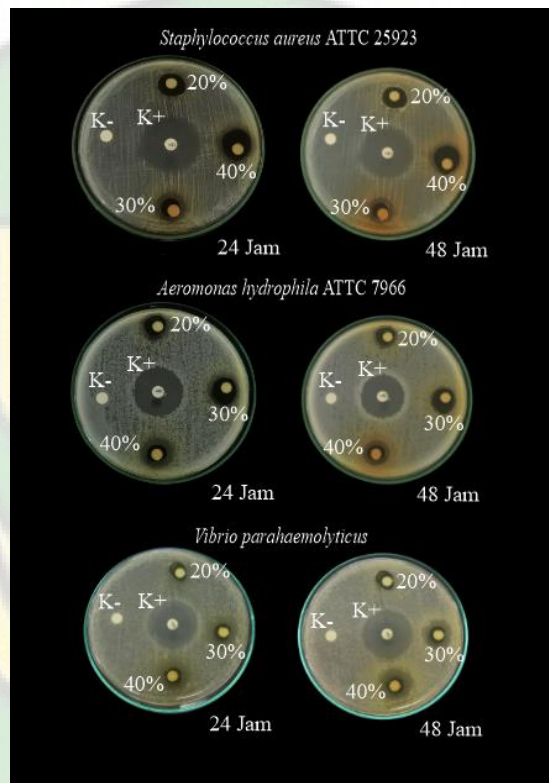 Staphylococcus aureus ATTC 25923
20%
K-
K+
40%
30%
24 Jam
20%
K-
K+
40%
30%
48 Jam
Aeromonas hydrophila ATTC 7966
20%
K+
K-
30%
40%
24 Jam
20%
K+
K-
30%
40%
48 Jam
Vibrio parahaemolyticus
20%
K-
K+
30%
40%
24 Jam
20%
K+
K-
30%
40%
48 Jam